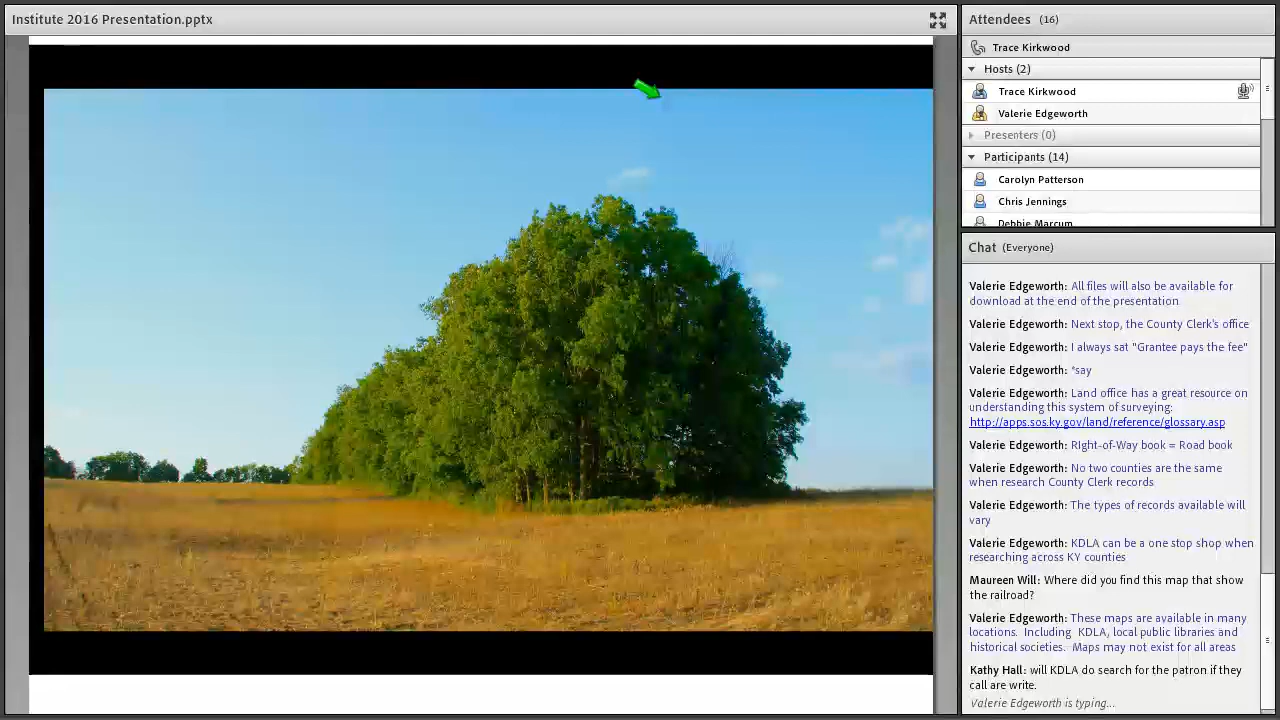 Institute 2016 Presentation.pptx
Attendees (16)
Trace Kirkwood
Hosts (2)
Trace Kirkwood
Valerie Edgeworth
Presenters (0)
Participants (14)
Carolyn Patterson
Chris Jennings
Debbie Marcum
Chat (Everyone)
Valerie Edgeworth: All files will also be available for
download at the end of the presentation
Valerie Edgeworth: Next stop, the County Clerk's office
Valerie Edgeworth: I always sat "Grantee pays the fee"
Valerie Edgeworth: *say
Valerie Edgeworth: Land office has a great resource on
understanding this system of surveying:
http://apps.sos.ky.gov/land/reference/glossary.asp
Valerie Edgeworth: RIght-of-Way book = Road book
Valerie Edgeworth: No two counties are the same
when research County Clerk records
Valerie Edgeworth: The types of records available will
vary
Valerie Edgeworth: KDLA can be a one stop shop when
researching across KY counties
Maureen Will: Where did you find this map that show
the railroad?
Valerie Edgeworth: These maps are available in many
locations. Including KDLA, local public libraries and
historical societies. Maps may not exist for all areas
Kathy Hall: will KDLA do search for the patron if they
call are write.
Valerie Edgeworth is typing...